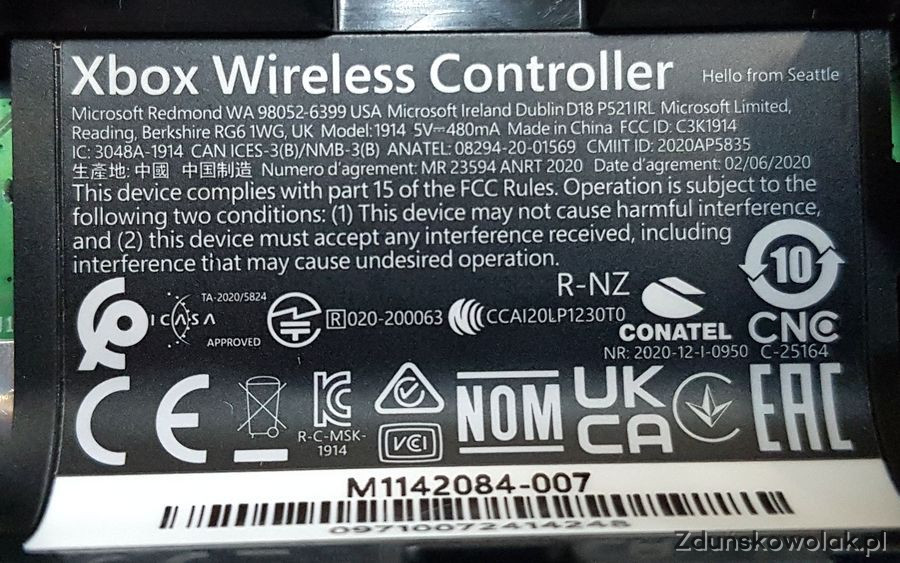 Xbox Wireless Controller Hello from Seattle
Microsoft Redmond WA 98052-6399 USA Microsoft Ireland Dublin D18 P521IRL Microsoft Limited,
Reading, Berkshire RG6 1WG, UK Model:1914 5V⎓480mA Made in China FCC ID: C3K1914
IC: 3048A-1914 CAN ICES-3(B)/NMB-3(B) ANATEL: 08294-20-01569 CMIIT ID: 2020AP5835
生產地: 中國 中国制造 Numero d'agrement: MR 23594 ANRT 2020 Date d'agrement: 02/06/2020
This device complies with part 15 of the FCC Rules. Operation is subject to the
following two conditions: (1) This device may not cause harmful interference,
and (2) this device must accept any interference received, including
interference that may cause undesired operation.
R-NZ
10
TA-2020/5824
ICASA
APPROVED
R 020-200063
CCAI20LP1230T0
CONATEL
CNC
NR: 2020-12-I-0950 C-25164
CE
R-C-MSK-
1914
VCI
NOM
UK
CA
EAC
M1142084-007
09710072414248
Zdunskowolak.pl